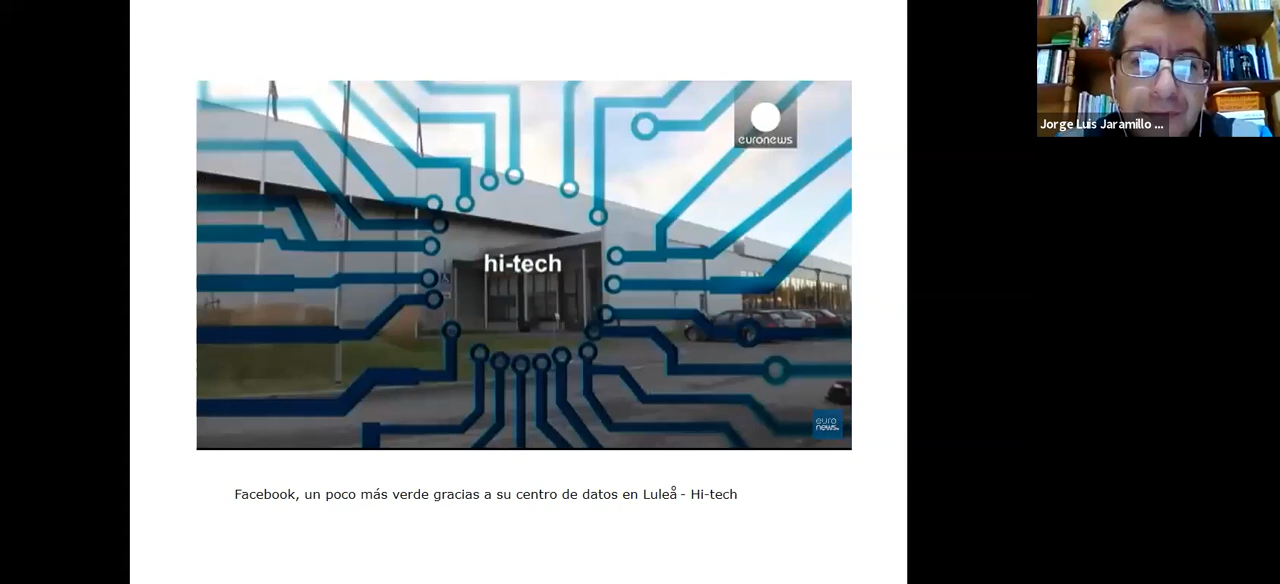 euronews
hi-tech
euro
news.
Facebook, un poco más verde gracias a su centro de datos en Luleå - Hi-tech
Jorge Luis Jaramillo ...